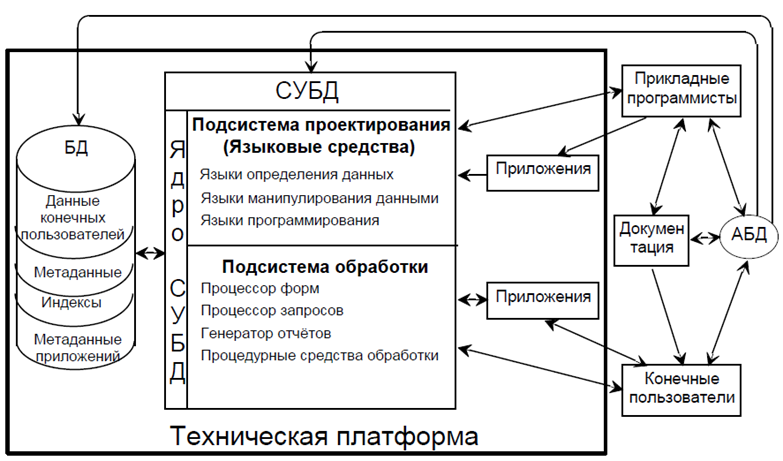 СУБД
Ядро СУБД
Подсистема проектирования
(Языковые средства)
Языки определения данных
Языки манипулирования данными
Языки программирования
Подсистема обработки
Процессор форм
Процессор запросов
Генератор отчётов
Процедурные средства обработки
БД
Данные
конечных
пользователей
Метаданные
Индексы
Метаданные
приложений
Приложения
Приложения
Прикладные
программисты
Докумен
тация
АБД
Конечные
пользователи
Техническая платформа